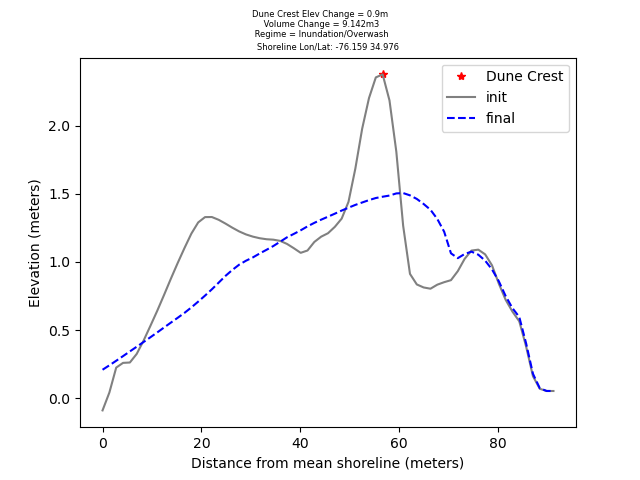 Dune Crest Elev Change = 0.9m
Volume Change = 9.142m3
Regime = Inundation/Overwash
Shoreline Lon/Lat: -76.159 34.976
Dune Crest
init
final
Elevation (meters)
2.0
1.5
1.0
0.5
0.0
0 20 40 60 80
Distance from mean shoreline (meters)